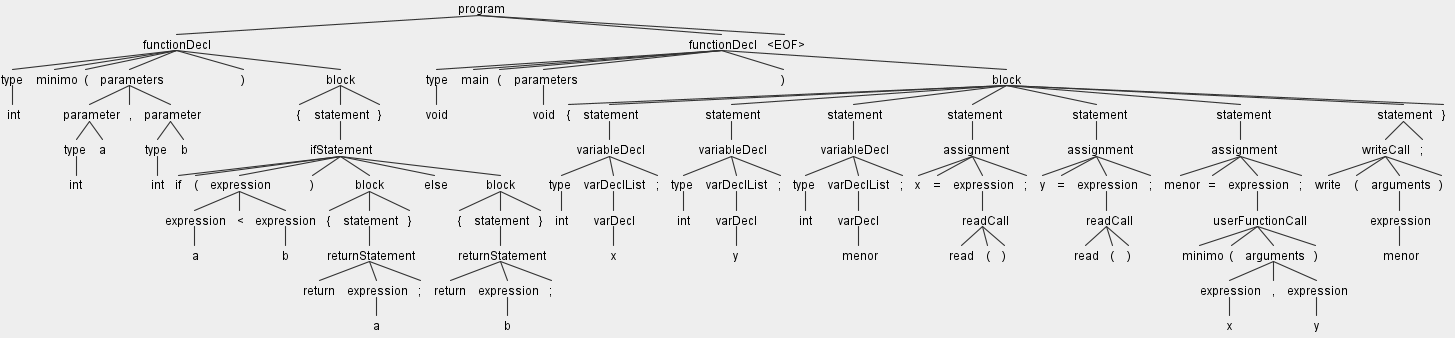 program
functionDecl functionDecl <EOF>
type minimo ( parameters ) block type main ( parameters ) block
int parameter , parameter { statement } void void { statement statement statement statement statement statement statement }
type a type b ifStatement variableDecl variableDecl variableDecl assignment assignment assignment writeCall ;
int int if ( expression ) block else block type varDeclList ; type varDeclList ; type varDeclList ; x = expression ; y = expression ; menor = expression ; write ( arguments )
expression < expression { statement } { statement } int varDecl int varDecl int varDecl readCall readCall userFunctionCall expression
a b returnStatement returnStatement x y menor read ( ) read ( ) minimo ( arguments ) menor
return expression ; return expression ; expression , expression
a b x y